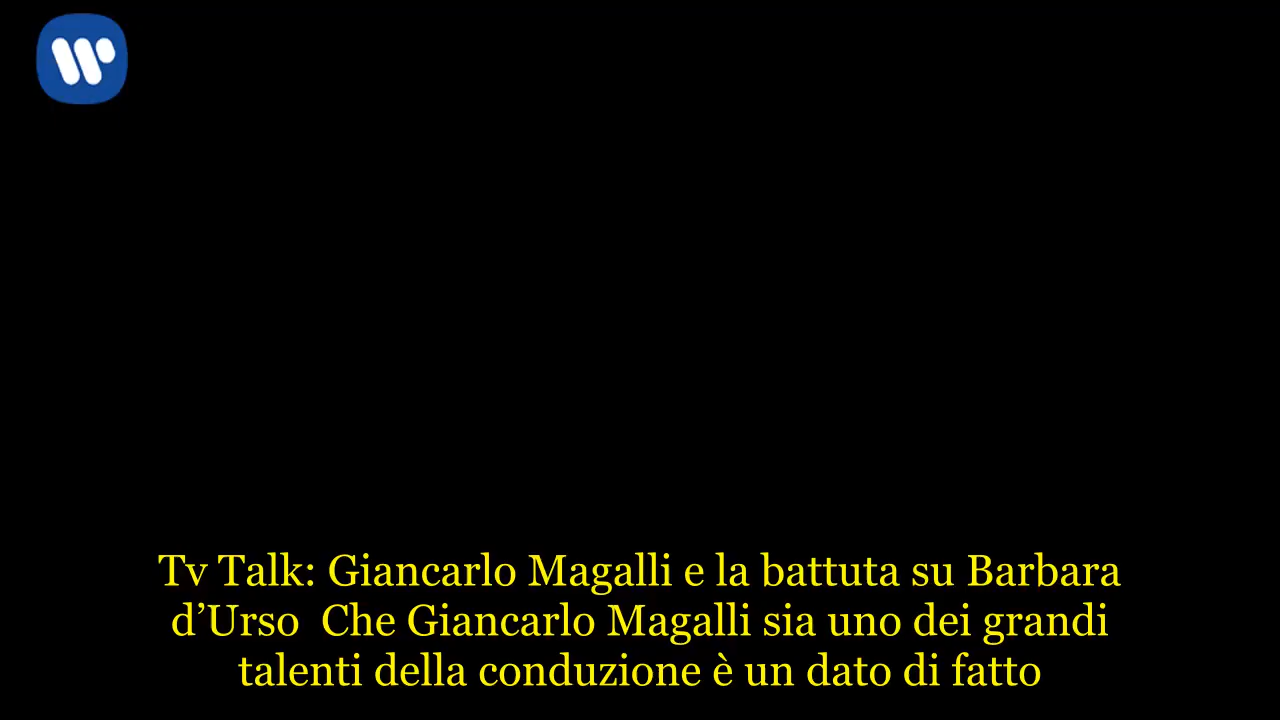 Tv Talk: Giancarlo Magalli e la battuta su Barbara
d’Urso  Che Giancarlo Magalli sia uno dei grandi
talenti della conduzione è un dato di fatto